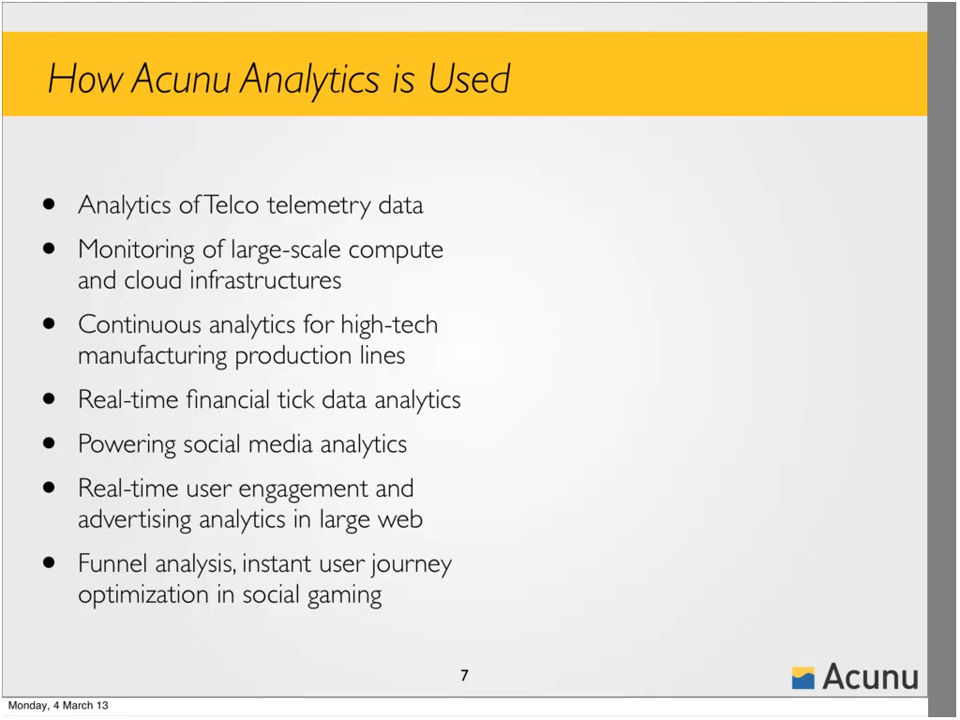 How Acunu Analytics is Used
• Analytics of Telco telemetry data
• Monitoring of large-scale compute
and cloud infrastructures
• Continuous analytics for high-tech
manufacturing production lines
• Real-time financial tick data analytics
• Powering social media analytics
• Real-time user engagement and
advertising analytics in large web
• Funnel analysis, instant user journey
optimization in social gaming
7
Acunu
Monday, 4 March 13